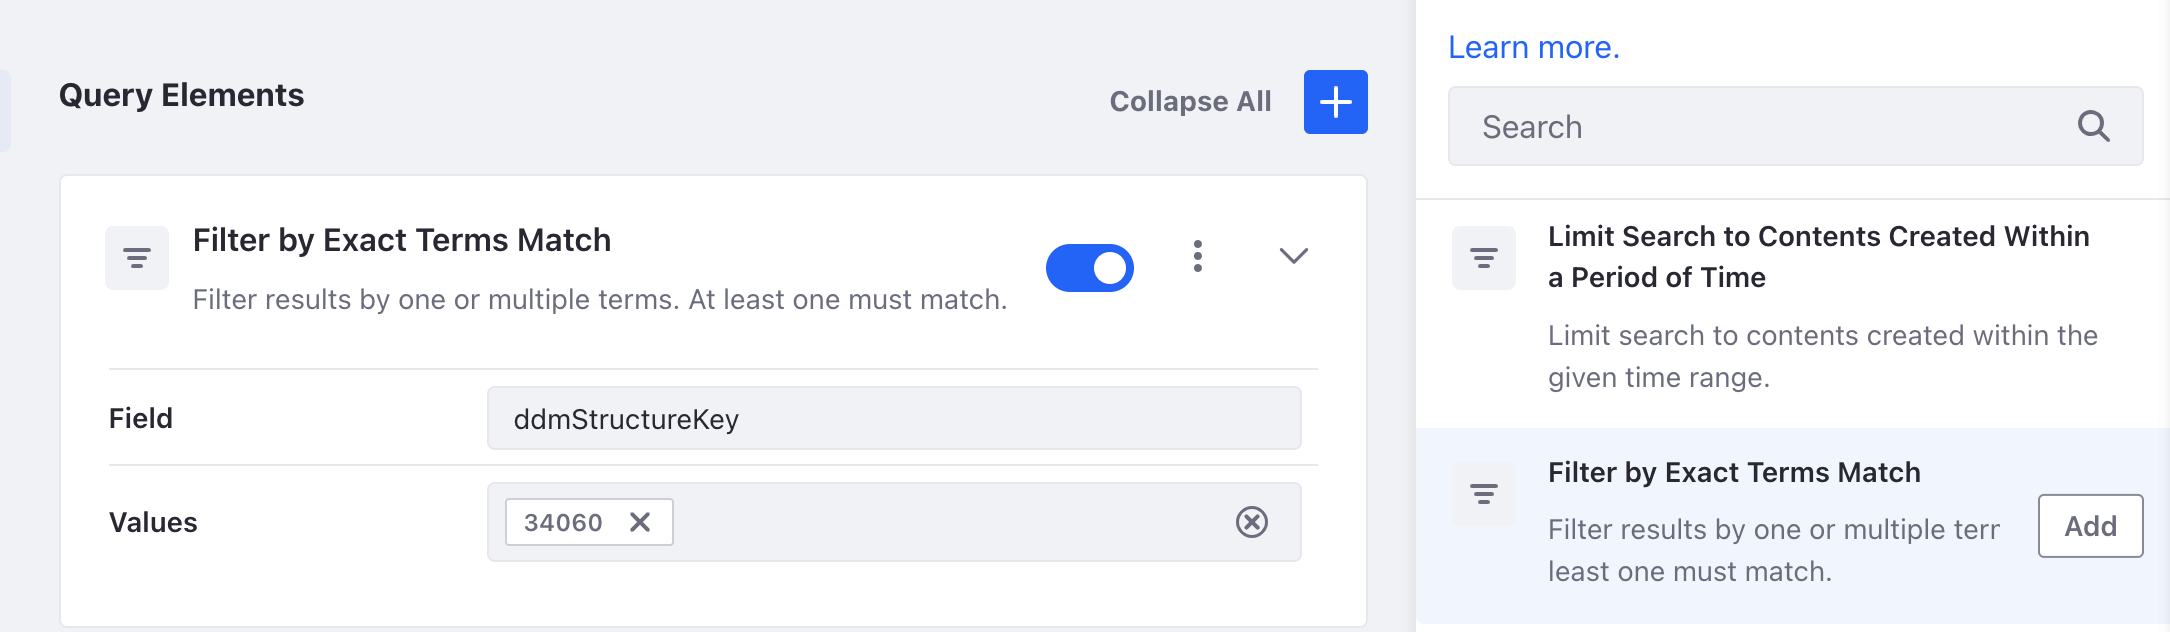 Query Elements
Collapse All
Filter by Exact Terms Match
Filter results by one or multiple terms. At least one must match.
Field
ddmStructureKey
Values
34060
Learn more.
Search
Limit Search to Contents Created Within
a Period of Time
Limit search to contents created within the
given time range.
Filter by Exact Terms Match
Filter results by one or multiple terr
least one must match.
Add